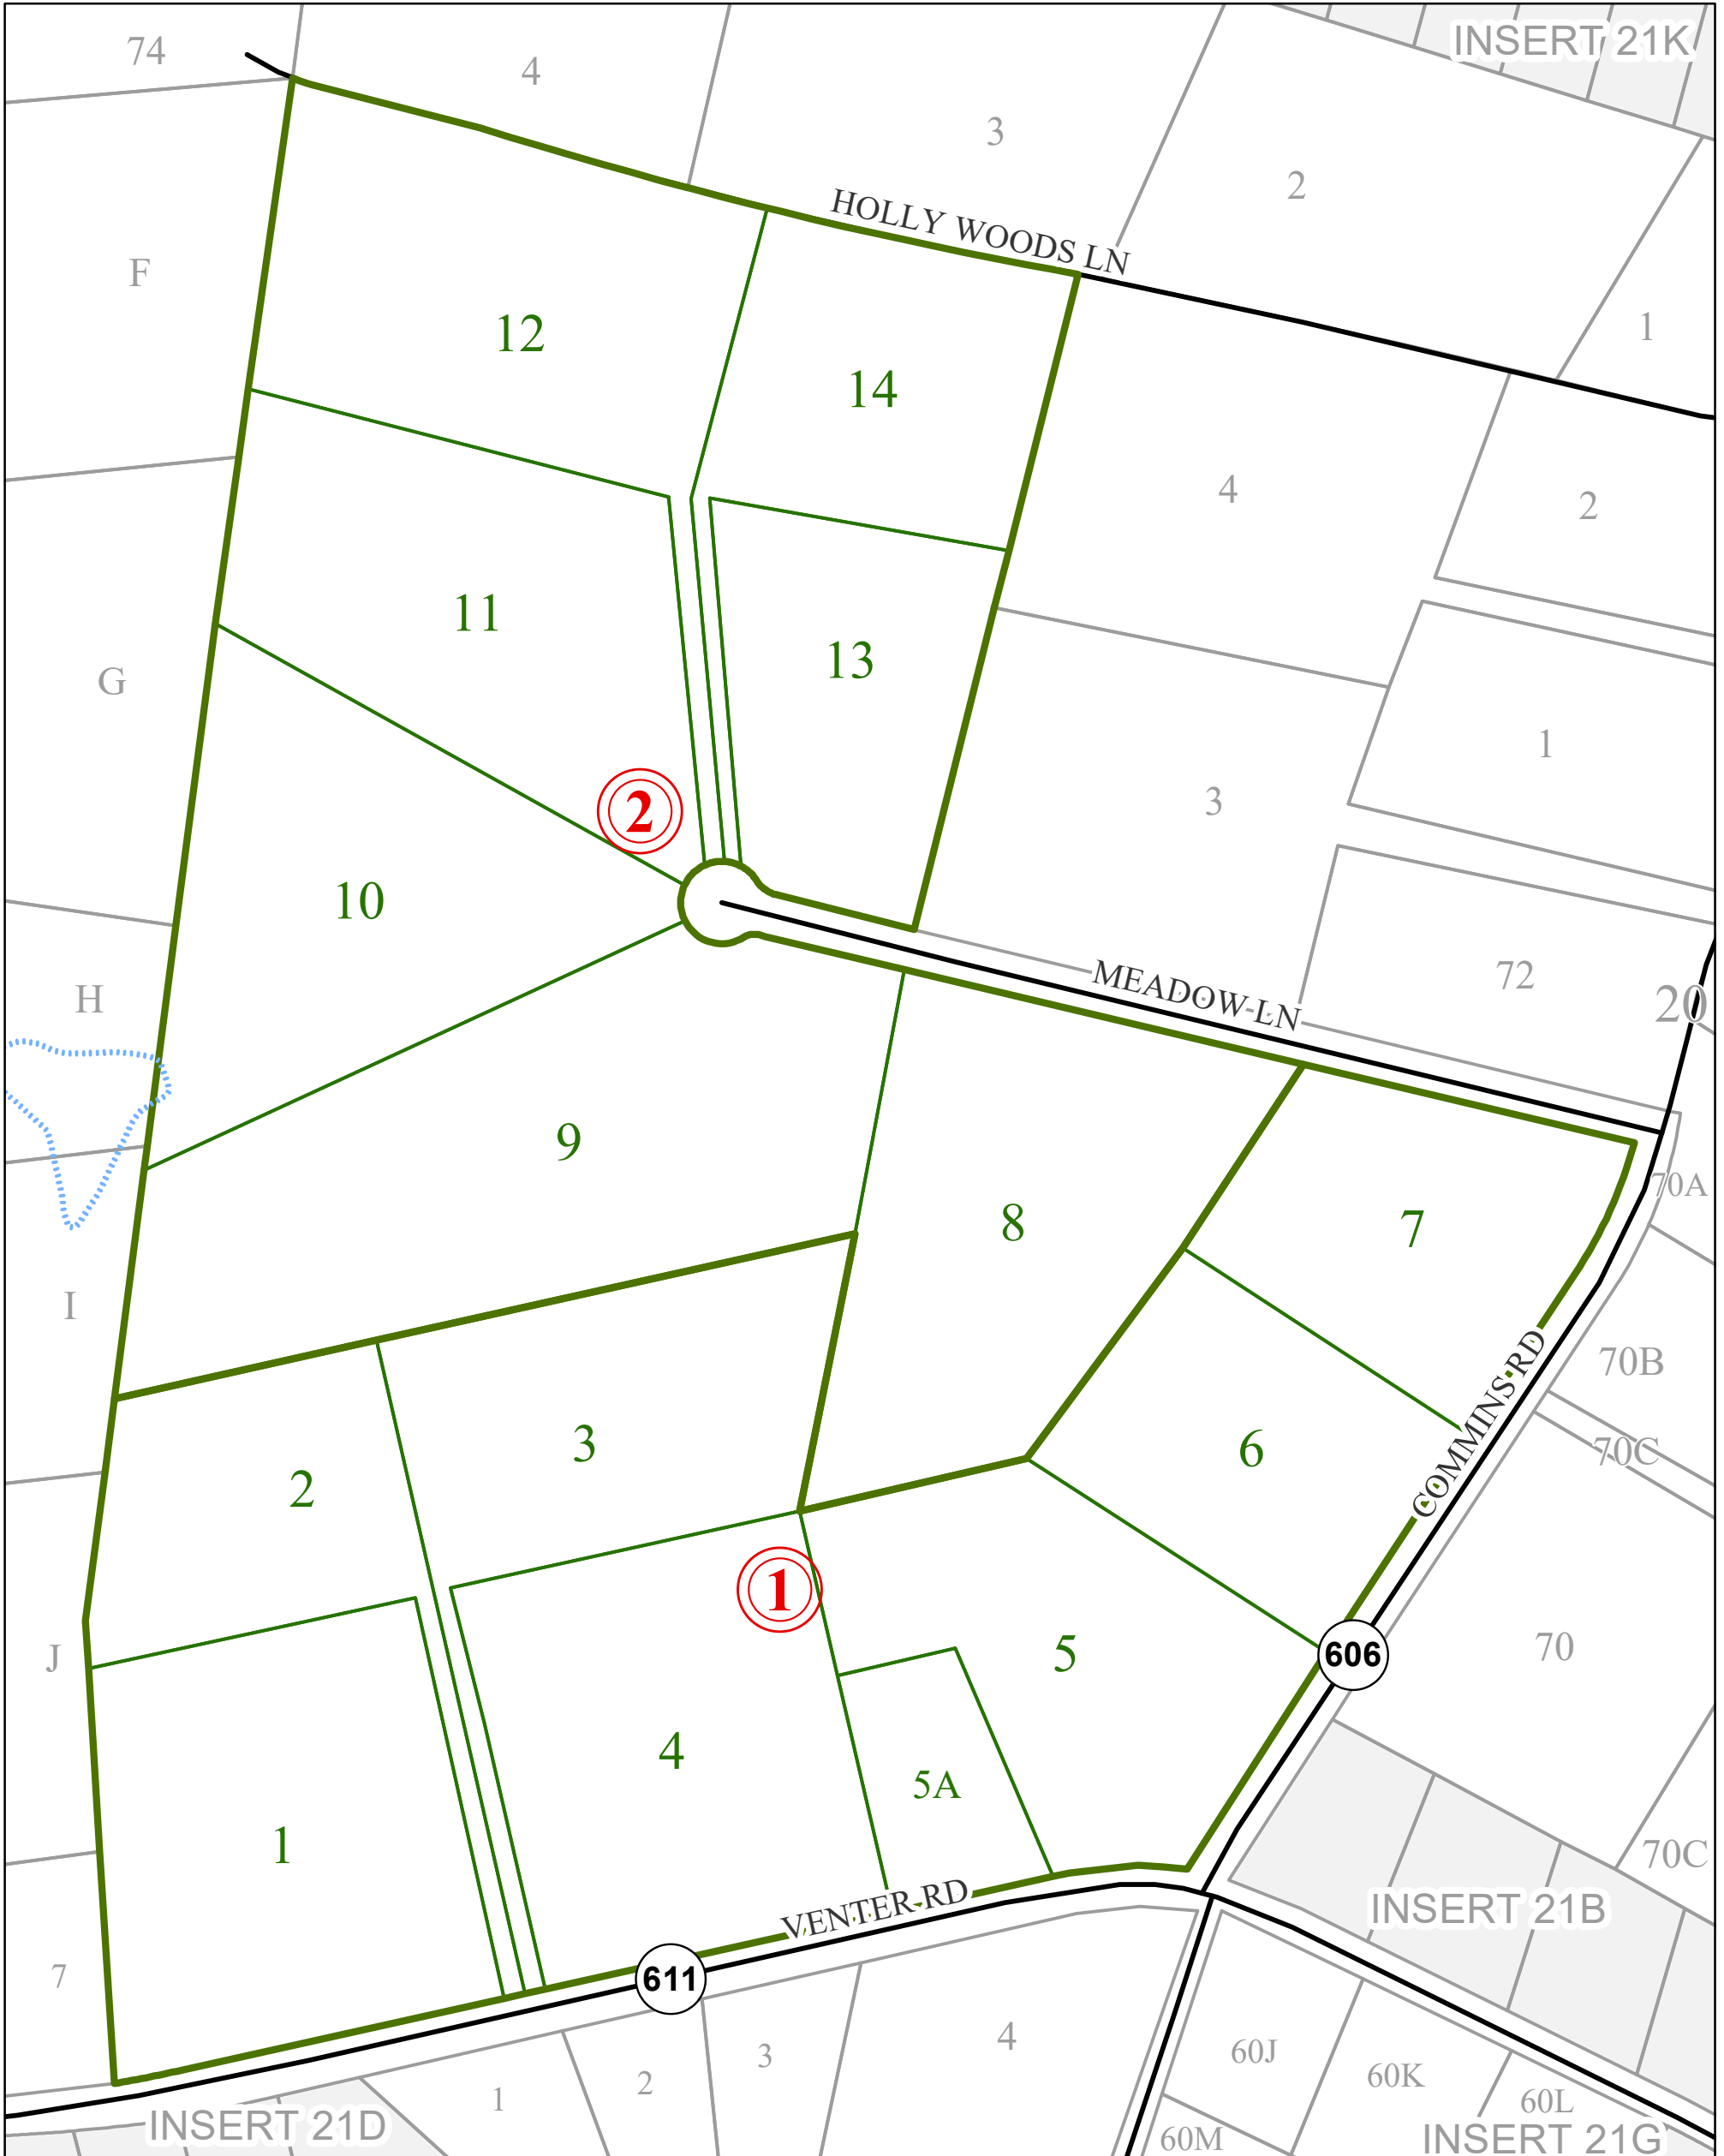 INSERT 21K
74
4
3
2
HOLLY WOODS LN
F
1
12
14
4
2
11
13
G
1
3
2
10
72
MEADOW-LN
H
20
9
70A
8
7
I
COMMINS RD
70B
3
6
70C
2
1
5
606
70
J
4
5A
1
70C
VENTER RD
INSERT 21B
7
611
4
3
60J
2
60K
1
60L
INSERT 21D
60M
INSERT 21G